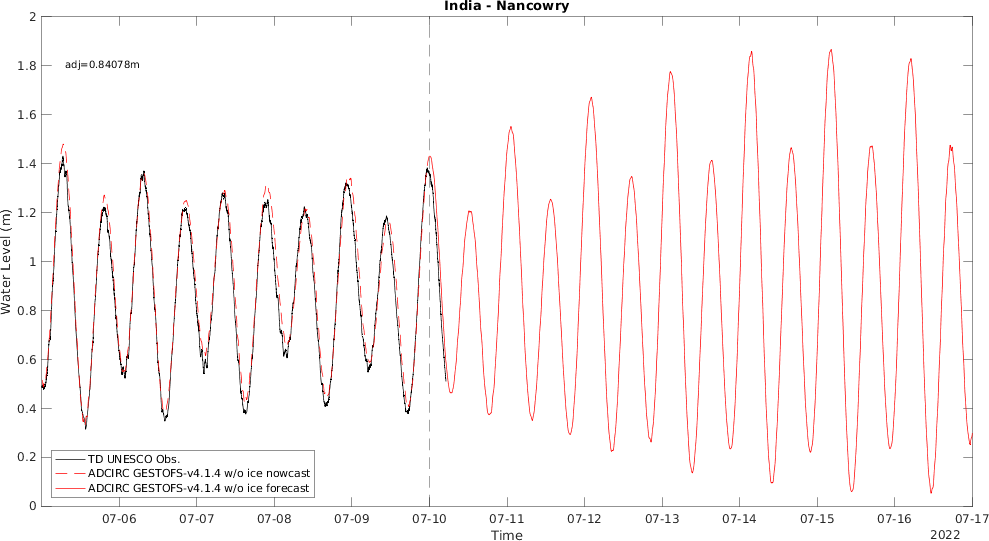 India - Nancowry
adj=0.84078m
2
1.8
1.6
1.4
1.2
1
0.8
0.6
0.4
0.2
0
Water Level (m)
TD UNESCO Obs.
ADCIRC GESTOFS-v4.1.4 w/o ice nowcast
ADCIRC GESTOFS-v4.1.4 w/o ice forecast
07-06 07-07 07-08 07-09 07-10 07-11 07-12 07-13 07-14 07-15 07-16 07-17
Time
2022